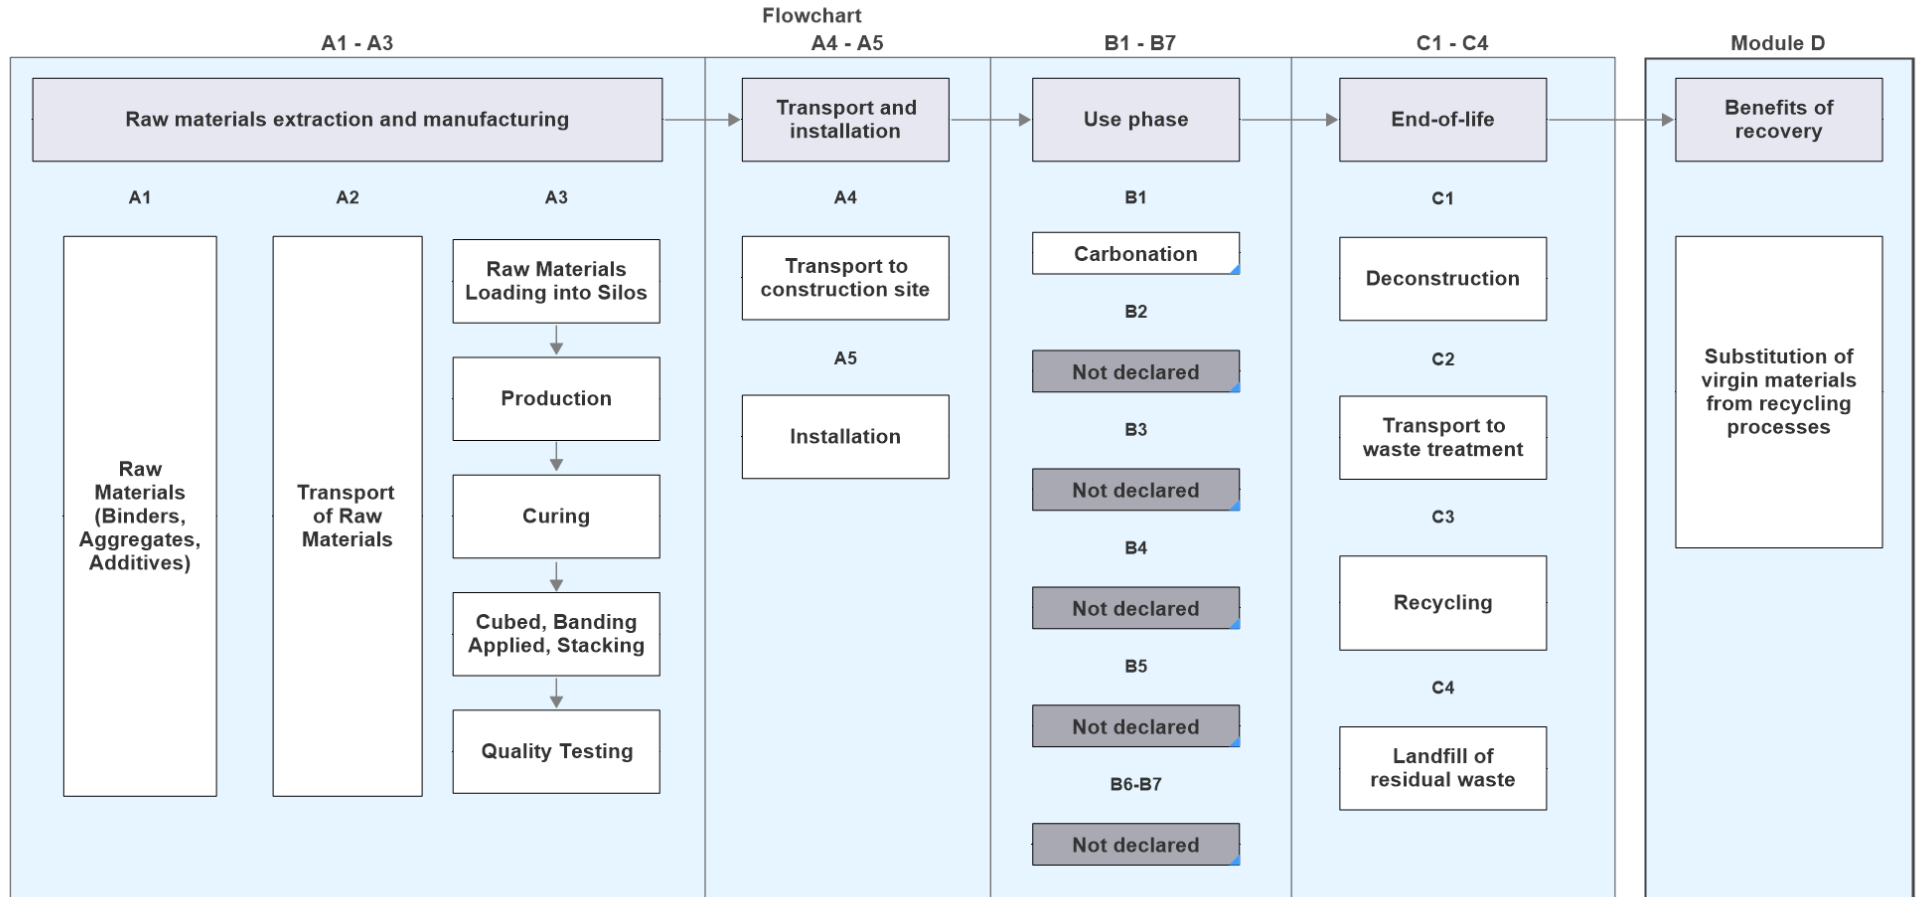 Flowchart
A1 - A3
A4 - A5
B1 - B7
C1 - C4
Module D
Raw materials extraction and manufacturing
Transport and
installation
Use phase
End-of-life
Benefits of
recovery
A1
Raw
Materials
(Binders,
Aggregates,
Additives)
A2
Transport
of Raw
Materials
A3
Raw Materials
Loading into Silos
Production
Curing
Cubed, Banding
Applied, Stacking
Quality Testing
A4
Transport to
construction site
A5
Installation
B1
Carbonation
B2
Not declared
B3
Not declared
B4
Not declared
B5
Not declared
B6-B7
Not declared
C1
Deconstruction
C2
Transport to
waste treatment
C3
Recycling
C4
Landfill of
residual waste
Substitution of
virgin materials
from recycling
processes